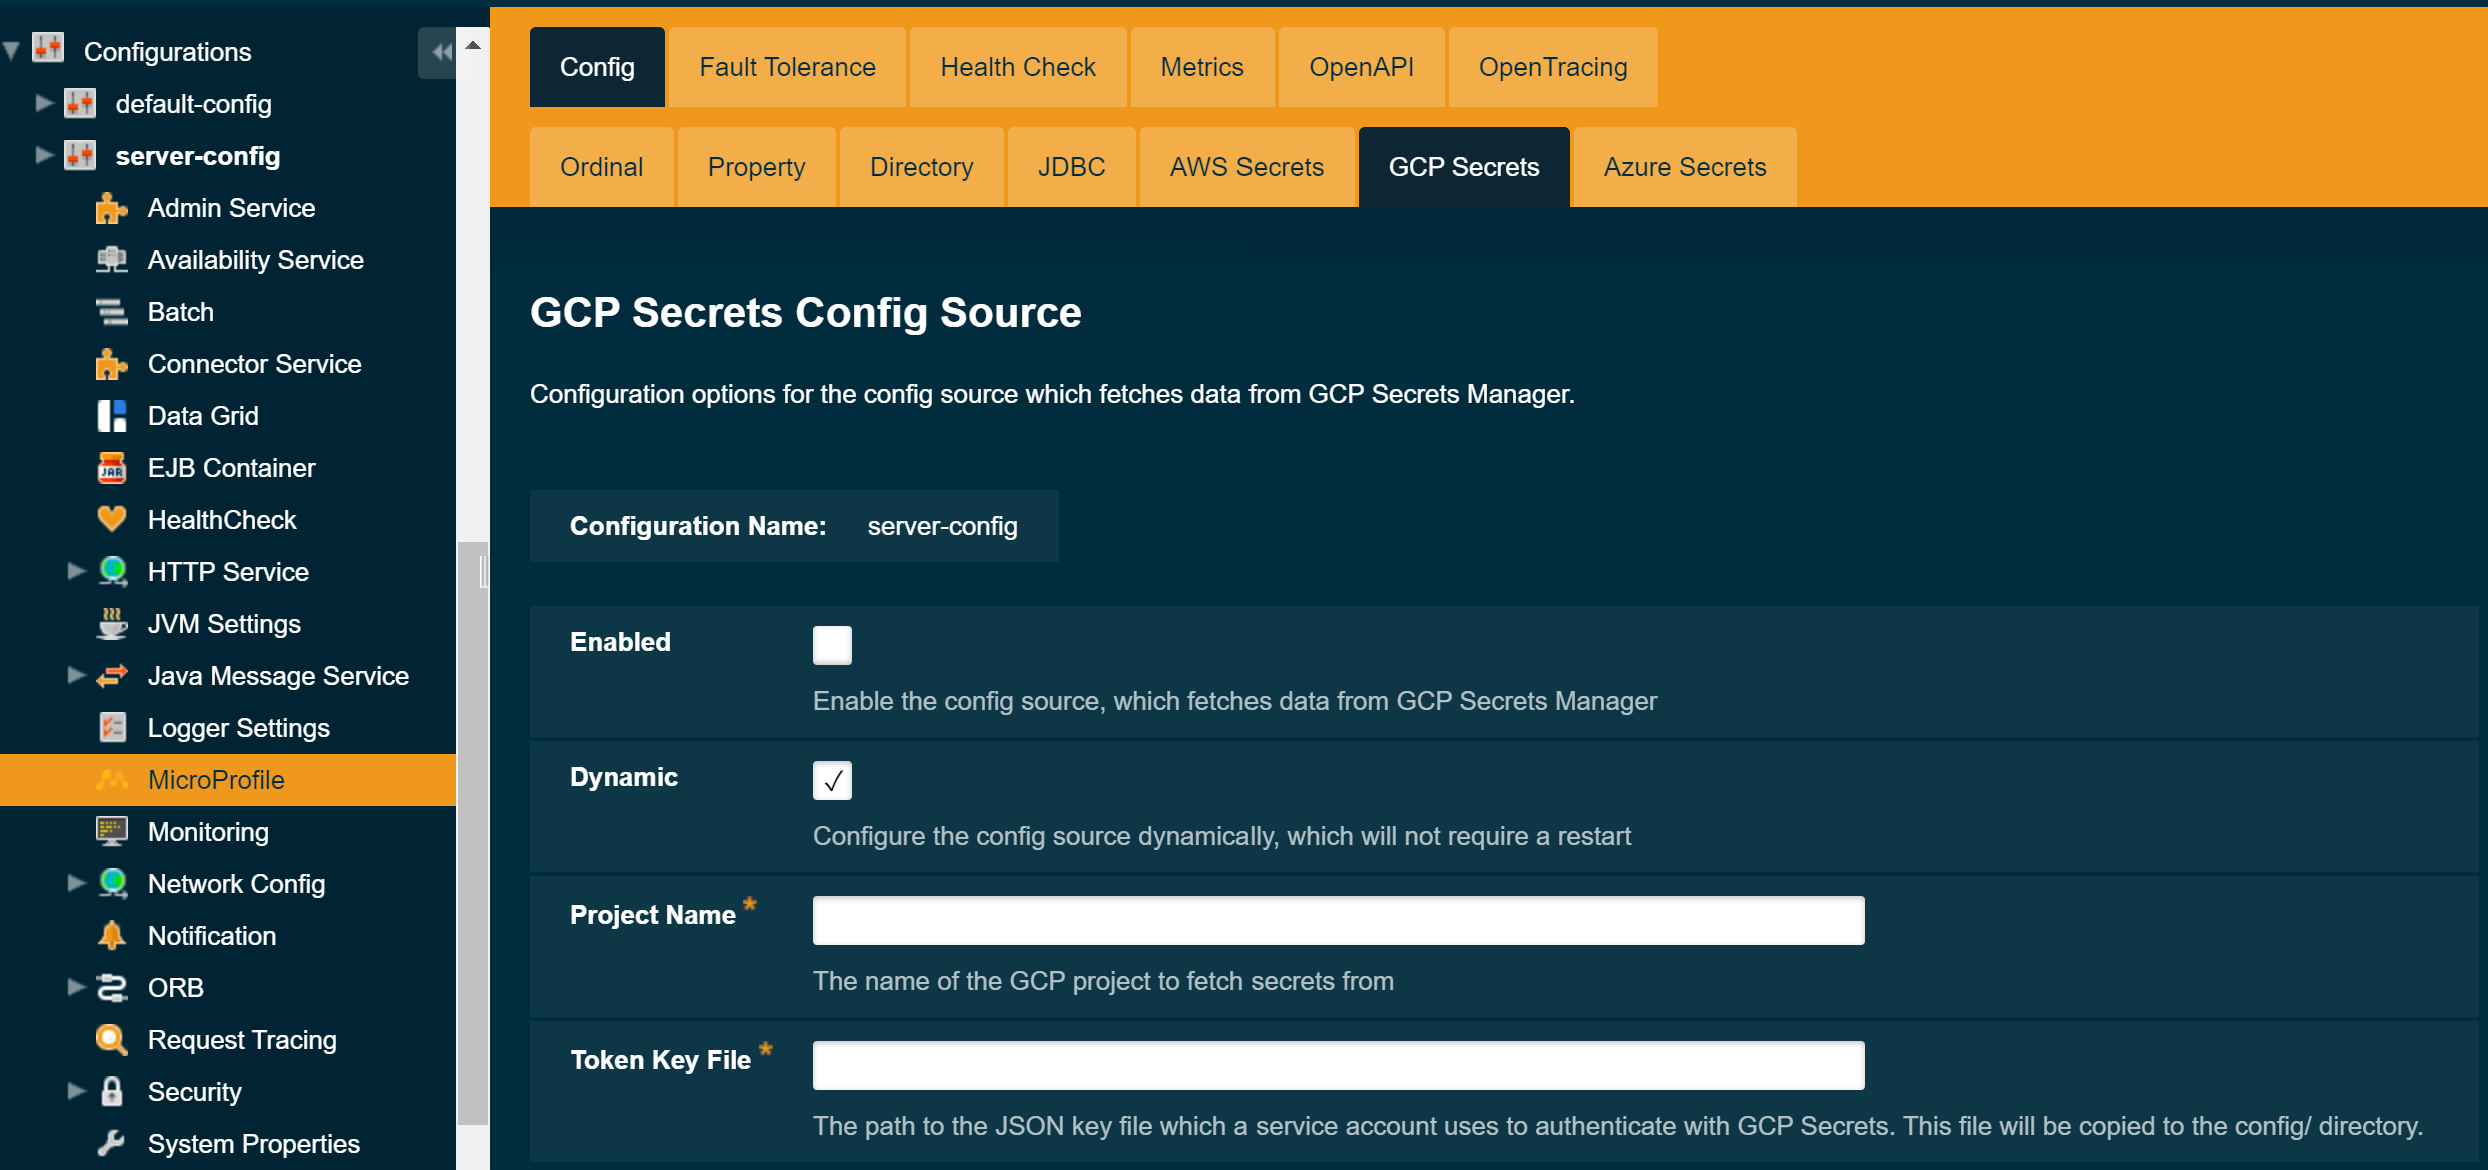 Configurations
default-config
server-config
Admin Service
Availability Service
Batch
Connector Service
Data Grid
JAR
EJB Container
HealthCheck
HTTP Service
JVM Settings
Java Message Service
Logger Settings
MicroProfile
Monitoring
Network Config
Notification
ORB
Request Tracing
Security
System Properties
Config Fault Tolerance Health Check Metrics OpenAPI OpenTracing
Ordinal Property Directory JDBC AWS Secrets GCP Secrets Azure Secrets
GCP Secrets Config Source
Configuration options for the config source which fetches data from GCP Secrets Manager.
Configuration Name: server-config
Enabled
Enable the config source, which fetches data from GCP Secrets Manager
Dynamic
Configure the config source dynamically, which will not require a restart
Project Name *
The name of the GCP project to fetch secrets from
Token Key File *
The path to the JSON key file which a service account uses to authenticate with GCP Secrets. This file will be copied to the config/ directory.